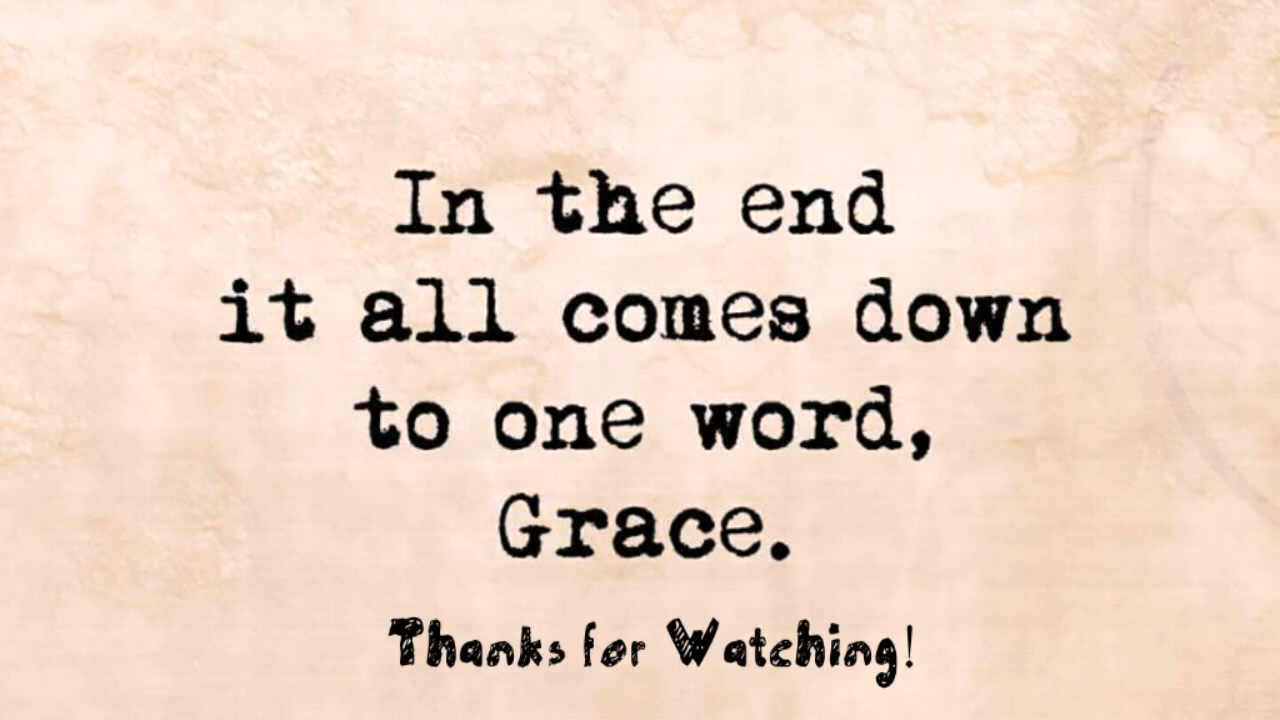 In the end
it all comes down
to one word,
Grace.
Thanks for Watching!